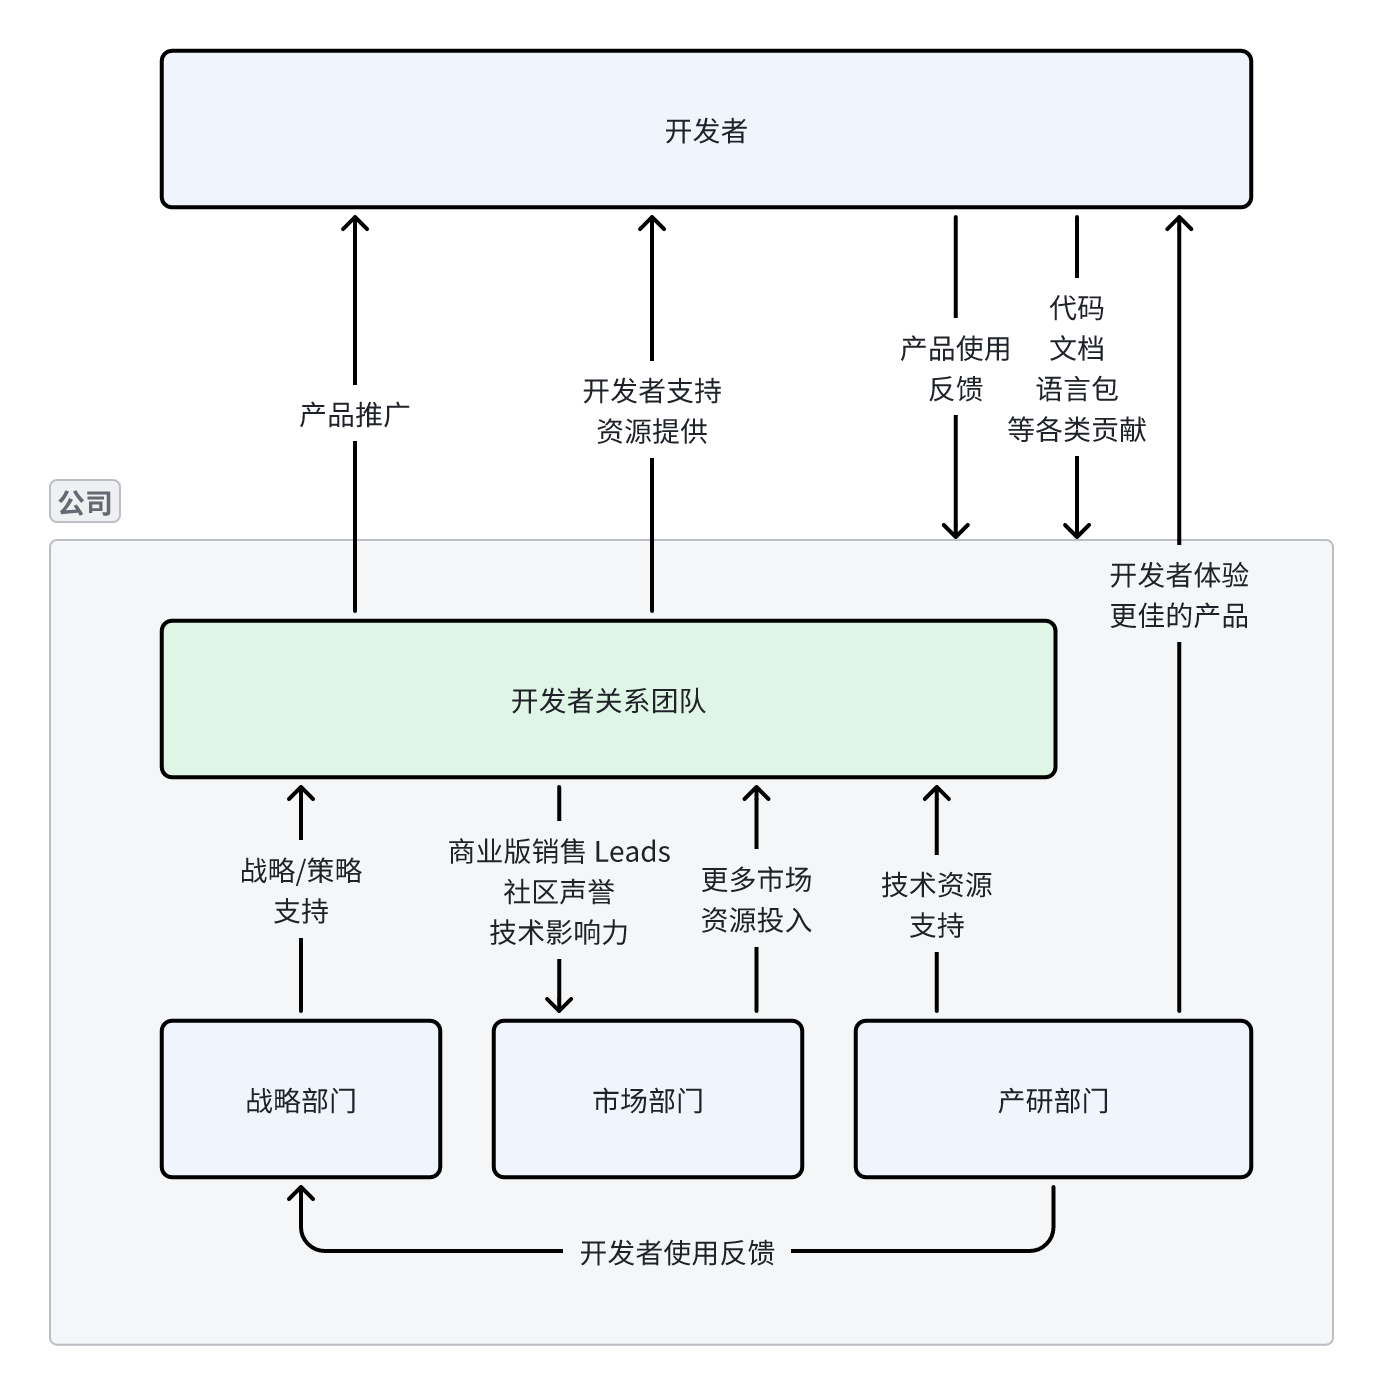 开发者
产品推广
开发者支持
资源提供
产品使用
反馈
代码
文档
语言包
等各类贡献
公司
开发者体验
更佳的产品
开发者关系团队
战略/策略
支持
商业版销售 Leads
社区声誉
技术影响力
更多市场
资源投入
技术资源
支持
战略部门
市场部门
产研部门
开发者使用反馈